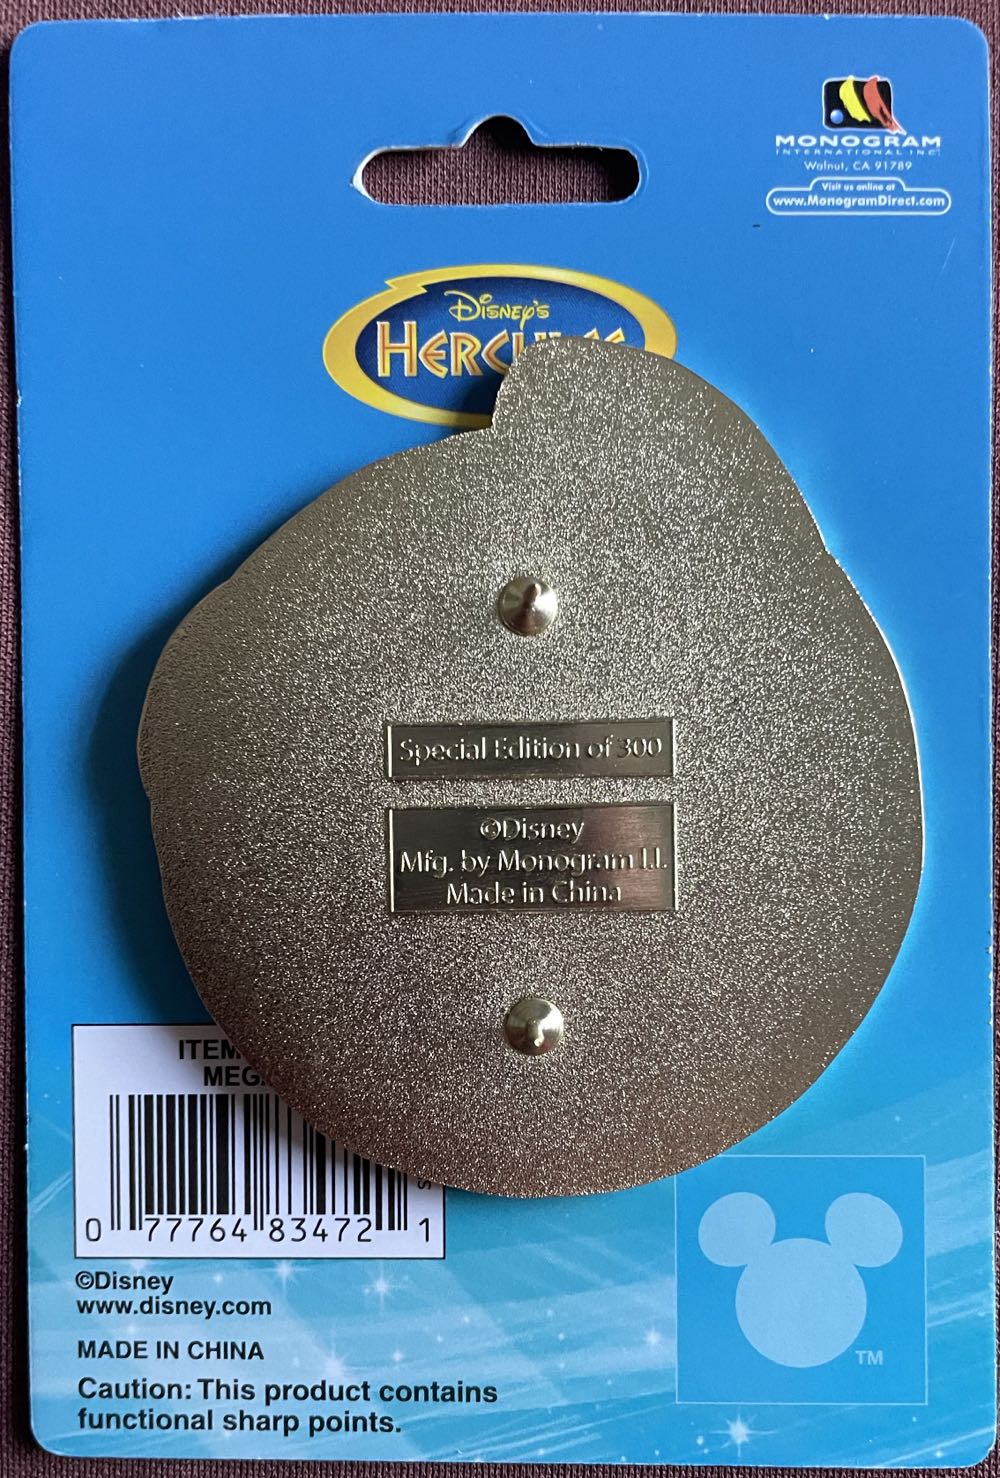 MONOGRAM
INTERNATIONAL INC.
Walnut, CA 91789
Visit us online at
www.MonogramDirect.com
DISNEY'S
Special Edition of 300
©Disney
Mfg. by Monogram LL
Made in China
ITEM
0 77764 83472 1
©Disney
www.disney.com
MADE IN CHINA
Caution: This product contains
functional sharp points.
TM